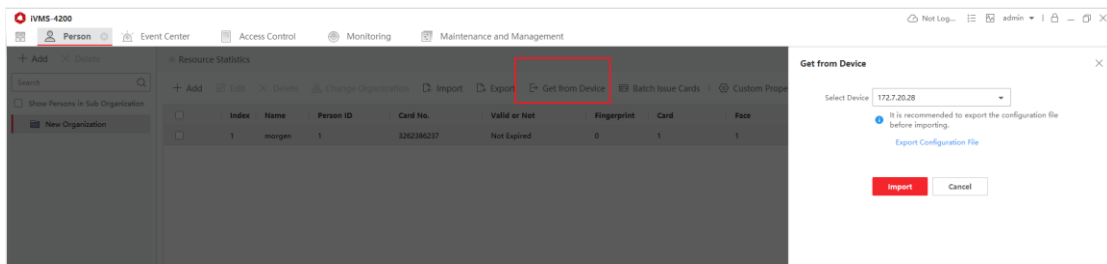 iVMS-4200
Not Log... admin
Person Event Center Access Control Monitoring Maintenance and Management
+ Add × Delete
Resource Statistics
Get from Device
Search
+ Add Edit × Delete Change Organization Import Export Get from Device Batch Issue Cards Custom Prope
Select Device 172.7.20.28
Show Persons in Sub Organization
It is recommended to export the configuration file
before importing.
Index Name Person ID Card No. Valid or Not Fingerprint Card Face
New Organization
1 morgen 1 3262386237 Not Expired 0 1 1
Export Configuration File
Import Cancel